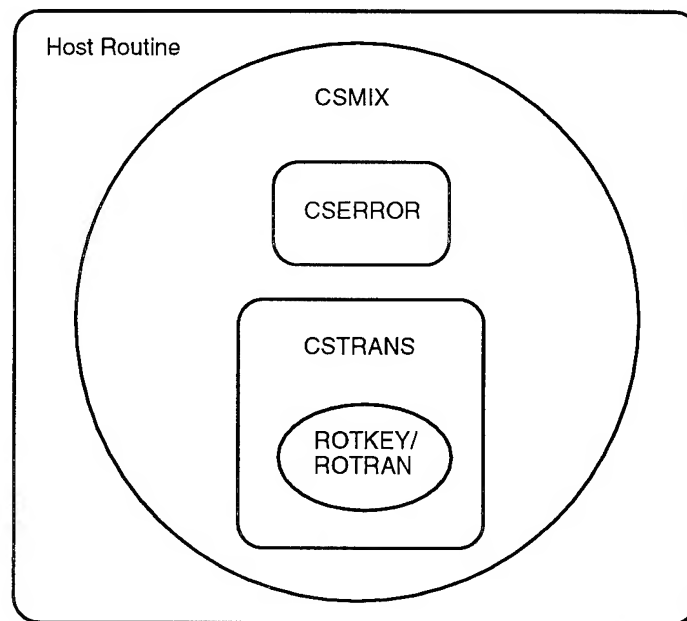 Host Routine
CSMIX
CSERROR
CSTRANS
ROTKEY/
ROTRAN